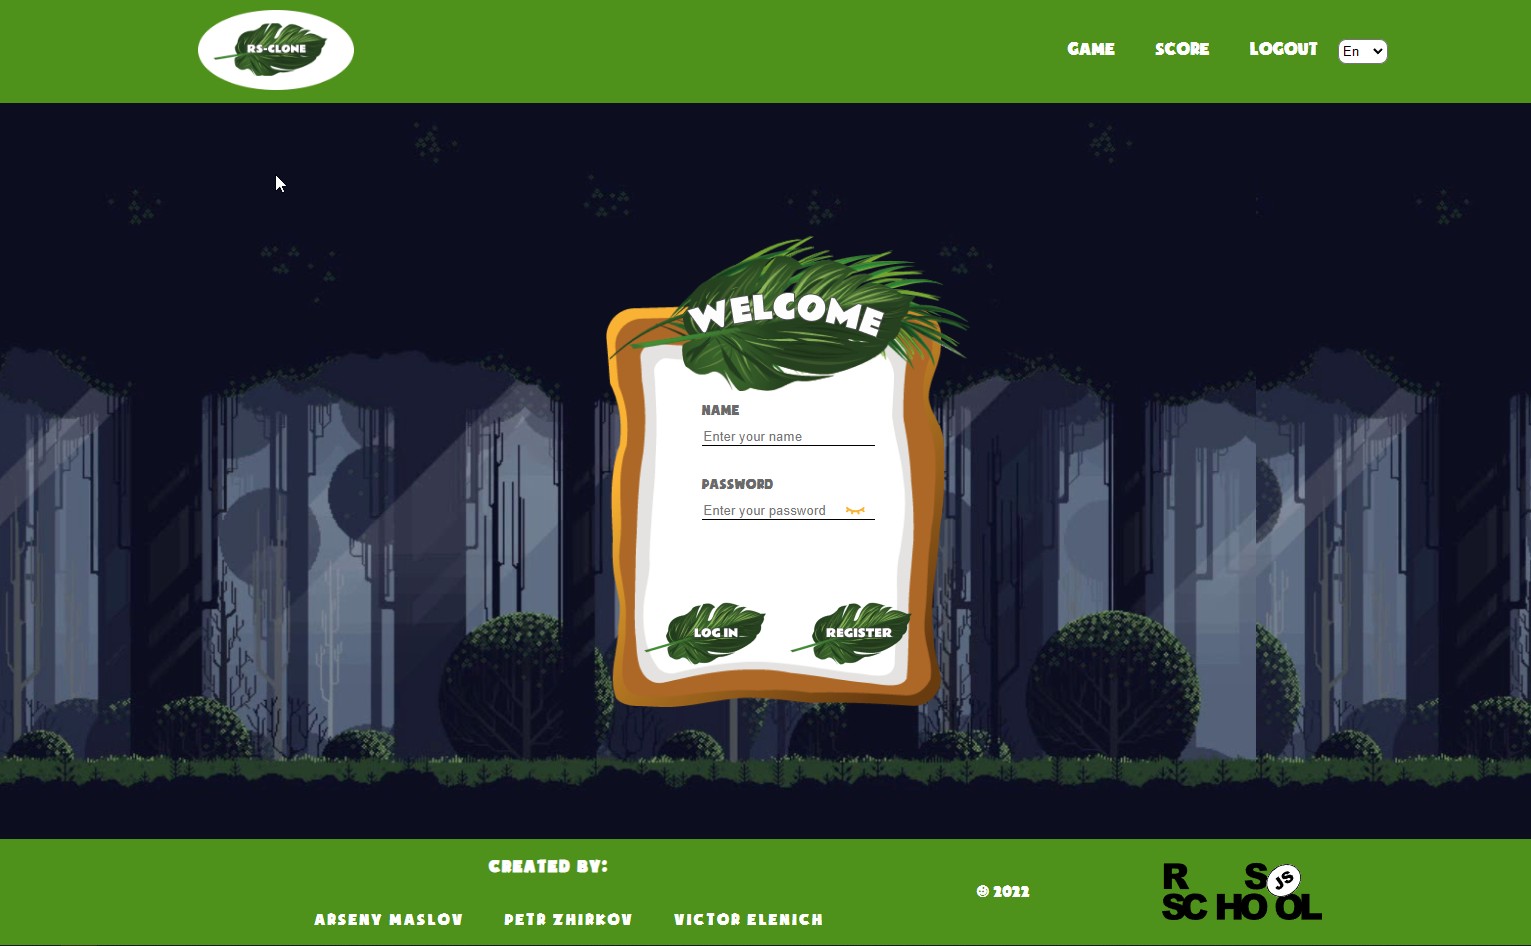 RS-CLONE
GAME SCORE LOGOUT En
WELCOME
NAME
Enter your name
PASSWORD
Enter your password
LOG IN REGISTER
CREATED BY:
© 2022
ARSENY MASLOV PETR ZHIRKOV VICTOR ELENICH
R S JS
SCHOOL